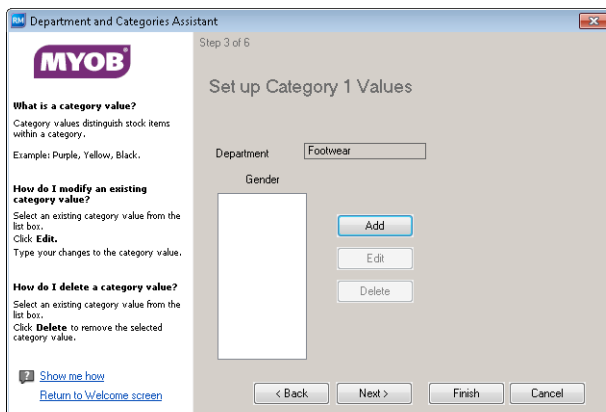 RM Department and Categories Assistant
Step 3 of 6
MYOB
Set up Category 1 Values
What is a category value?
Category values distinguish stock items
within a category.
Example: Purple, Yellow, Black.
Department
Footwear
Gender
How do I modify an existing
category value?
Select an existing category value from the
list box.
Click Edit.
Type your changes to the category value.
Add
Edit
Delete
How do I delete a category value?
Select an existing category value from the
list box.
Click Delete to remove the selected
category value.
? Show me how
Return to Welcome screen
< Back
Next >
Finish
Cancel